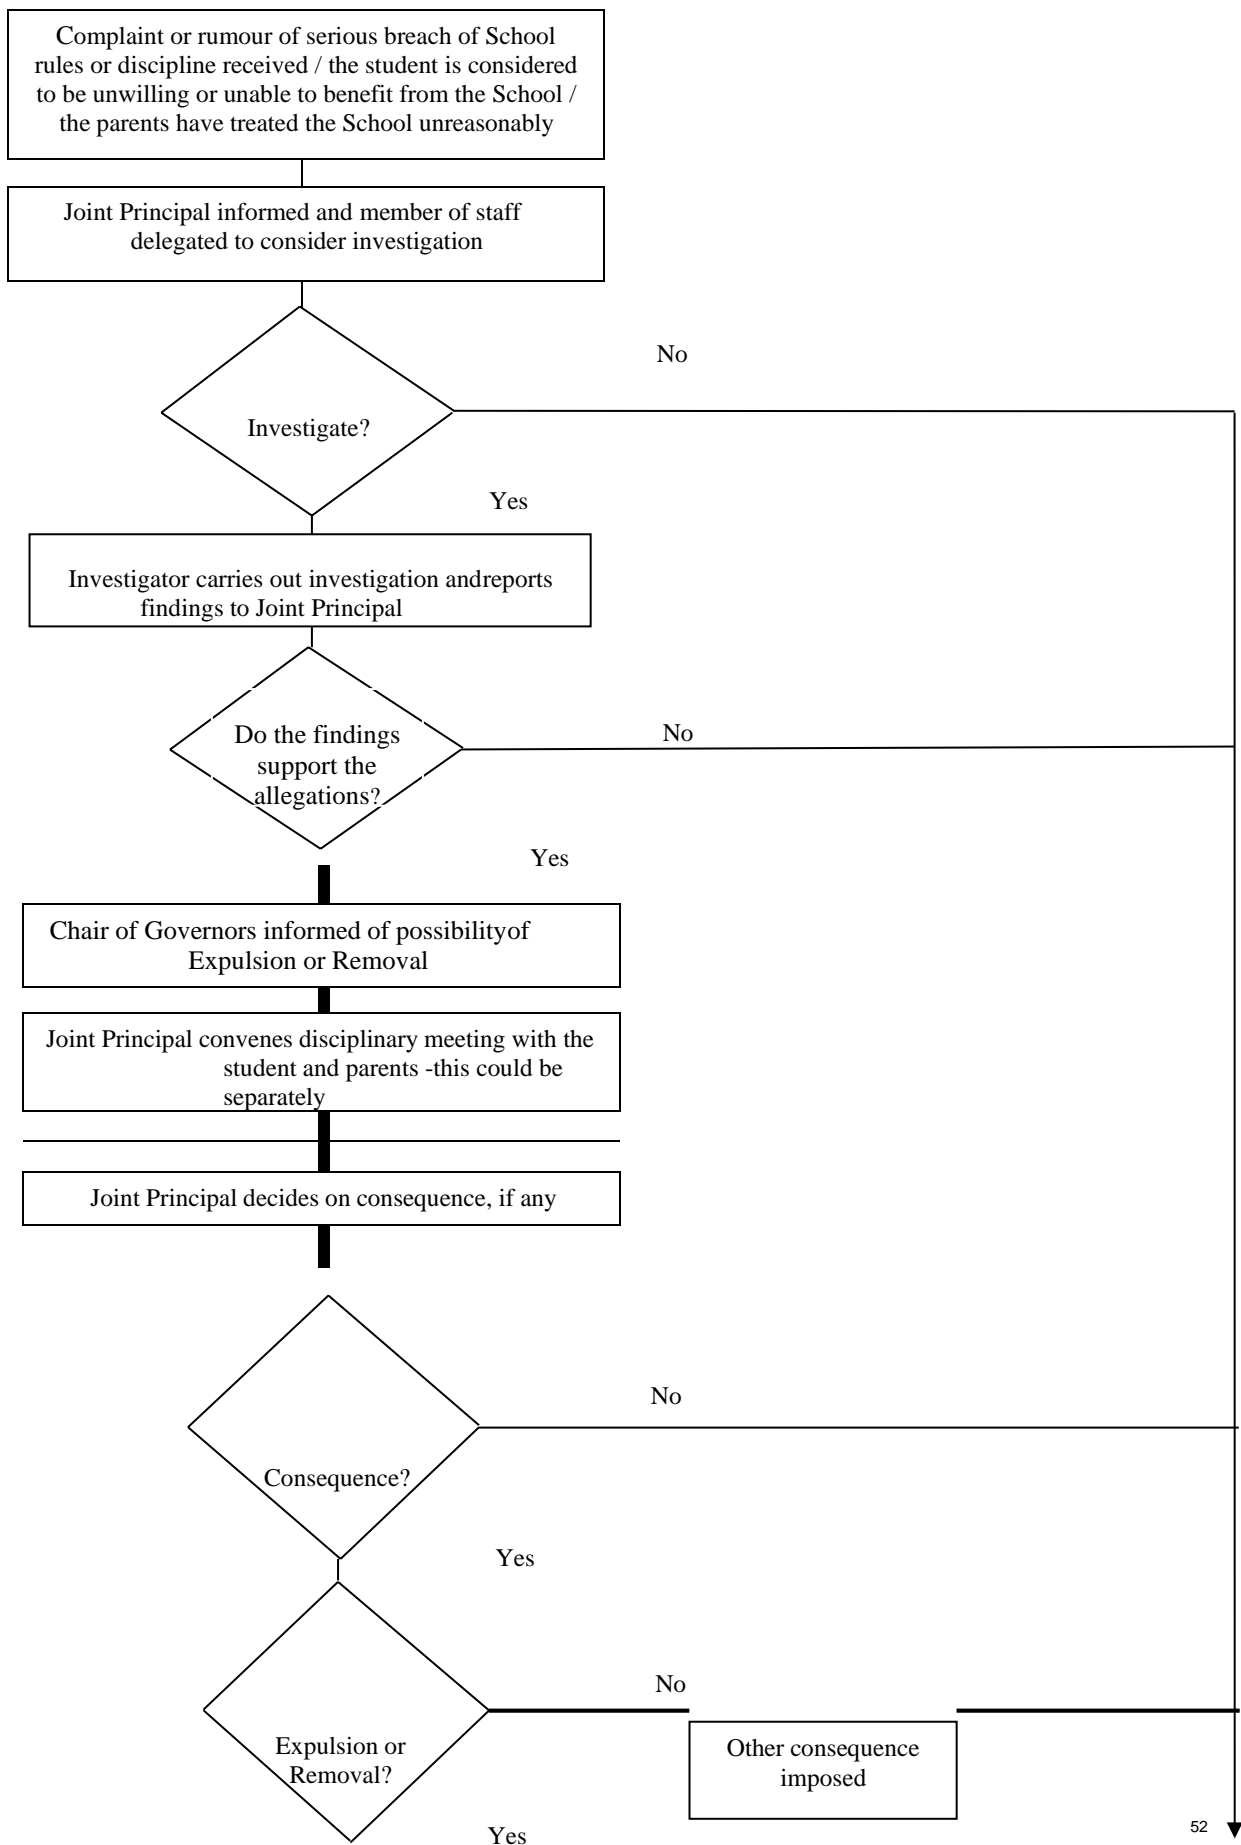 Complaint or rumour of serious breach of School
rules or discipline received / the student is considered
to be unwilling or unable to benefit from the School /
the parents have treated the School unreasonably
Joint Principal informed and member of staff
delegated to consider investigation
No
Investigate?
Yes
Investigator carries out investigation andreports
findings to Joint Principal
Do the findings
support the
allegations?
No
Yes
Chair of Governors informed of possibilityof
Expulsion or Removal
Joint Principal convenes disciplinary meeting with the
student and parents -this could be
separately
Joint Principal decides on consequence, if any
No
Consequence?
Yes
No
Expulsion or
Removal?
Other consequence
imposed
Yes
52